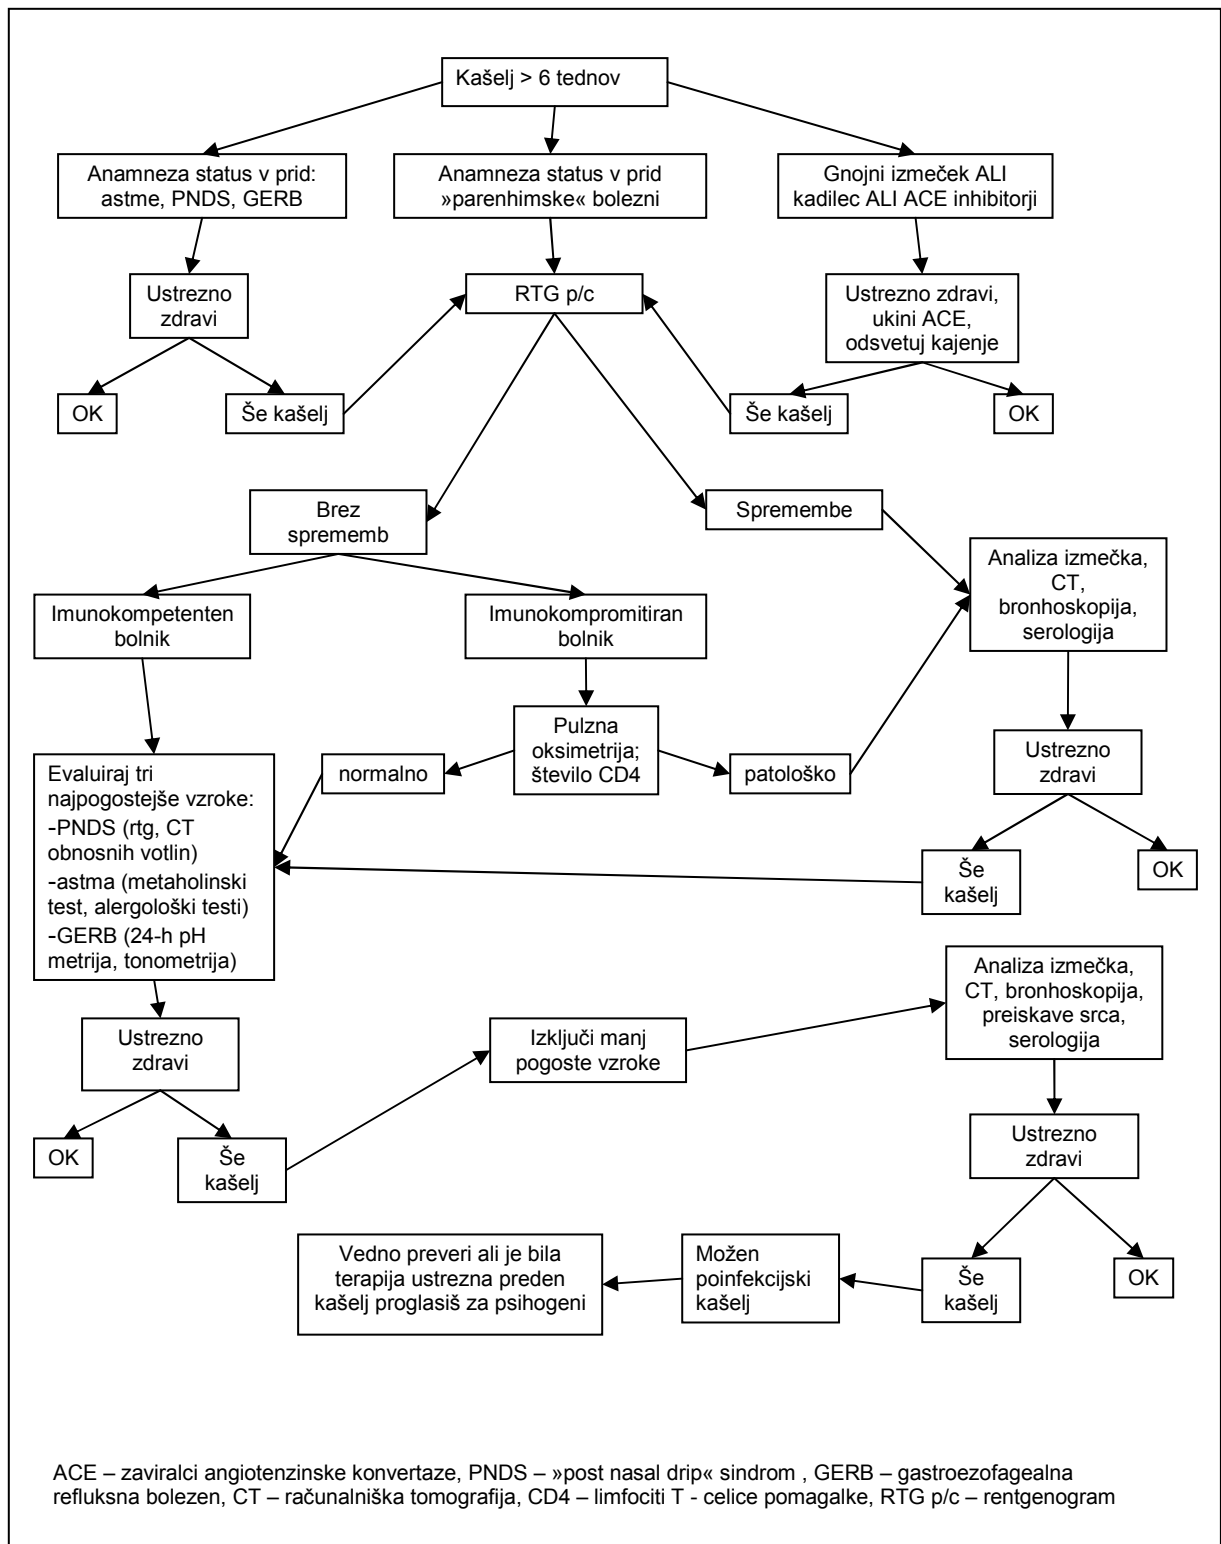 Kašelj > 6 tednov
Anamneza status v prid:
astme, PNDS, GERB
Anamneza status v prid
»parenhimske« bolezni
Gnojni izmeček ALI
kadilec ALI ACE inhibitorji
Ustrezno
zdravi
RTG p/c
Ustrezno zdravi,
ukini ACE,
odsvetuj kajenje
OK
Še kašelj
Še kašelj
OK
Brez
sprememb
Spremembe
Analiza izmečka,
CT,
bronhoskopija,
serologija
Imunokompetenten
bolnik
Imunokompromitiran
bolnik
Pulzna
oksimetrija;
število CD4
normalno
patološko
Ustrezno
zdravi
Evaluiraj tri
najpogostejše vzroke:
-PNDS (rtg, CT
obnosnih votlin)
-astma (metaholinski
test, alergološki testi)
-GERB (24-h pH
metrija, tonometrija)
Še
kašelj
OK
Analiza izmečka,
CT, bronhoskopija,
preiskave srca,
serologija
Ustrezno
zdravi
Izključi manj
pogoste vzroke
OK
Še
kašelj
Ustrezno
zdravi
Vedno preveri ali je bila
terapija ustrezna preden
kašelj proglasiš za psihogeni
Možen
poinfekcijski
kašelj
Še
kašelj
OK
ACE – zaviralci angiotenzinske konvertaze, PNDS – »post nasal drip« sindrom , GERB – gastroezofagealna
refluksna bolezen, CT – računalniška tomografija, CD4 – limfociti T - celice pomagalke, RTG p/c – rentgenogram